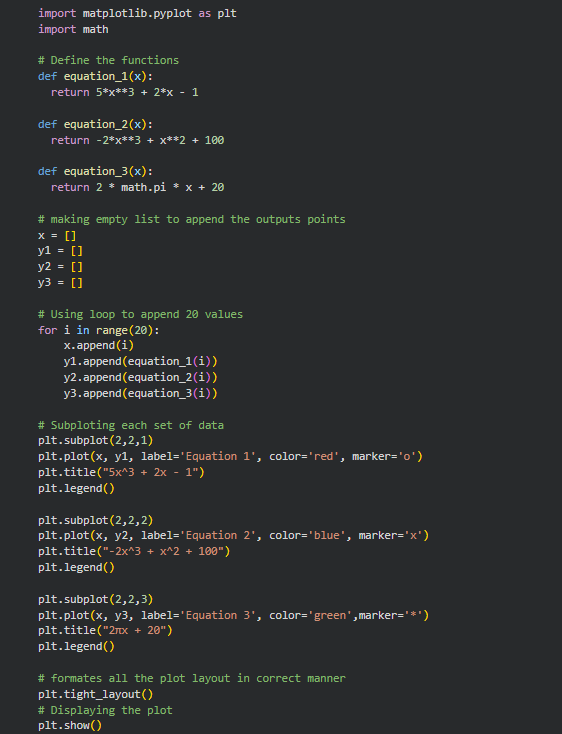 import matplotlib.pyplot as plt
import math
# Define the functions
def equation_1(x):
  return 5*x**3 + 2*x - 1
def equation_2(x):
  return -2*x**3 + x**2 + 100
def equation_3(x):
  return 2 * math.pi * x + 20
# making empty list to append the outputs points
x = []
y1 = []
y2 = []
y3 = []
# Using loop to append 20 values
for i in range(20):
    x.append(i)
    y1.append(equation_1(i))
    y2.append(equation_2(i))
    y3.append(equation_3(i))
# Subploting each set of data
plt.subplot(2,2,1)
plt.plot(x, y1, label='Equation 1', color='red', marker='o')
plt.title("5x^3 + 2x - 1")
plt.legend()
plt.subplot(2,2,2)
plt.plot(x, y2, label='Equation 2', color='blue', marker='x')
plt.title("-2x^3 + x^2 + 100")
plt.legend()
plt.subplot(2,2,3)
plt.plot(x, y3, label='Equation 3', color='green',marker='*')
plt.title("2πx + 20")
plt.legend()
# formates all the plot layout in correct manner
plt.tight_layout()
# Displaying the plot
plt.show()